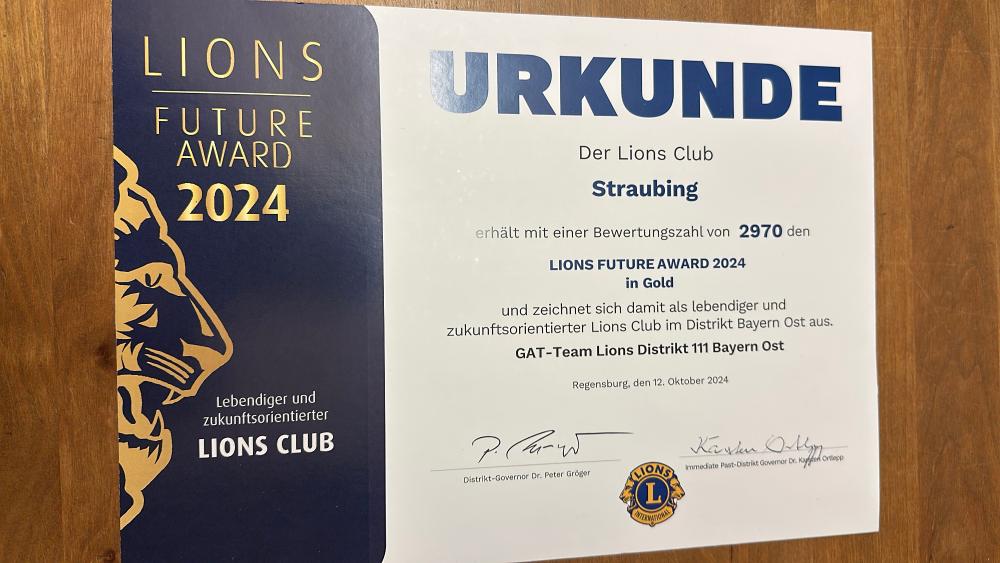 LIONS
FUTURE
AWARD
2024
Lebendiger und
zukunftsorientierter
LIONS CLUB
URKUNDE
Der Lions Club
Straubing
erhält mit einer Bewertungszahl von 2970 den
LIONS FUTURE AWARD 2024
in Gold
und zeichnet sich damit als lebendiger und
zukunftsorientierter Lions Club im Distrikt Bayern Ost aus.
GAT-Team Lions Distrikt 111 Bayern Ost
Regensburg, den 12. Oktober 2024
Distrikt-Governor Dr. Peter Gröger
Karsten Ortlepp
Immediate Past-Distrikt Governor Dr. Karsten Ortlepp
LIONS
L
INTERNATIONAL